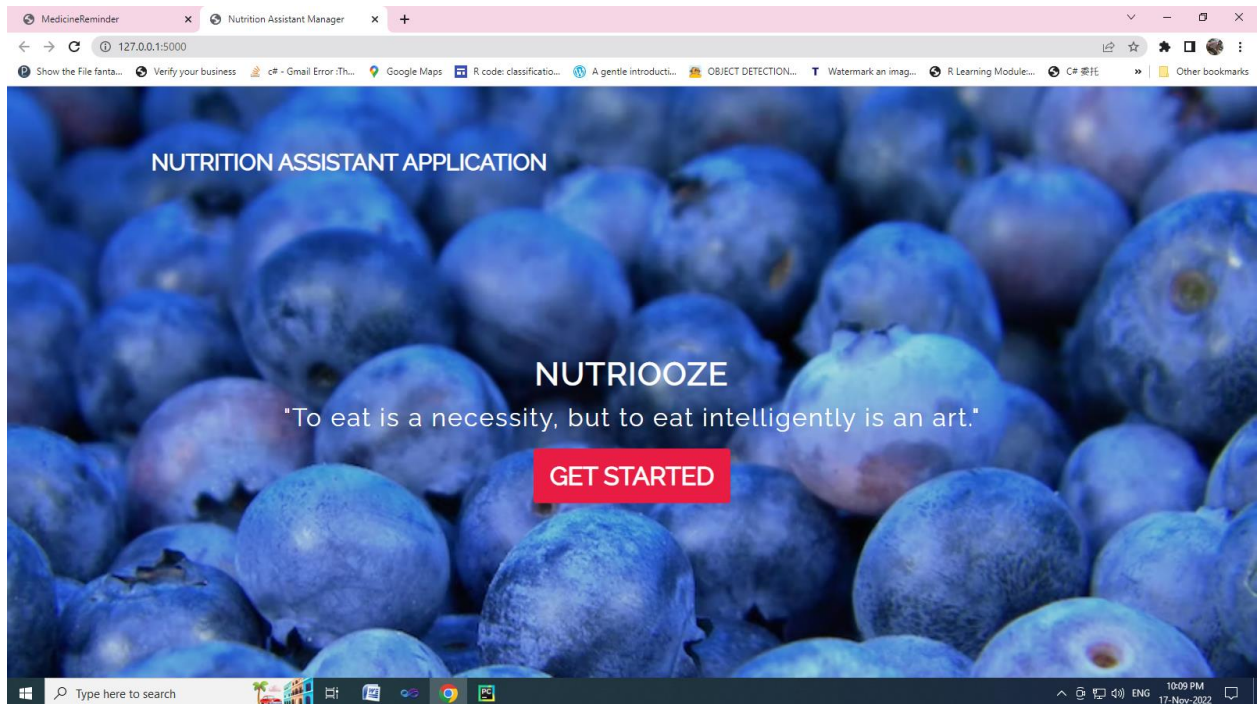 MedicineReminder
Nutrition Assistant Manager
127.0.0.1:5000
Show the File fanta... Verify your business c# - Gmail Error :Th... Google Maps R code: classificatio... A gentle introducti... OBJECT DETECTION... Watermark an imag... R Learning Module:... C# 委托 » Other bookmarks
NUTRITION ASSISTANT APPLICATION
NUTRIOOZE
"To eat is a necessity, but to eat intelligently is an art."
GET STARTED
Type here to search
ENG
10:09 PM
17-Nov-2022